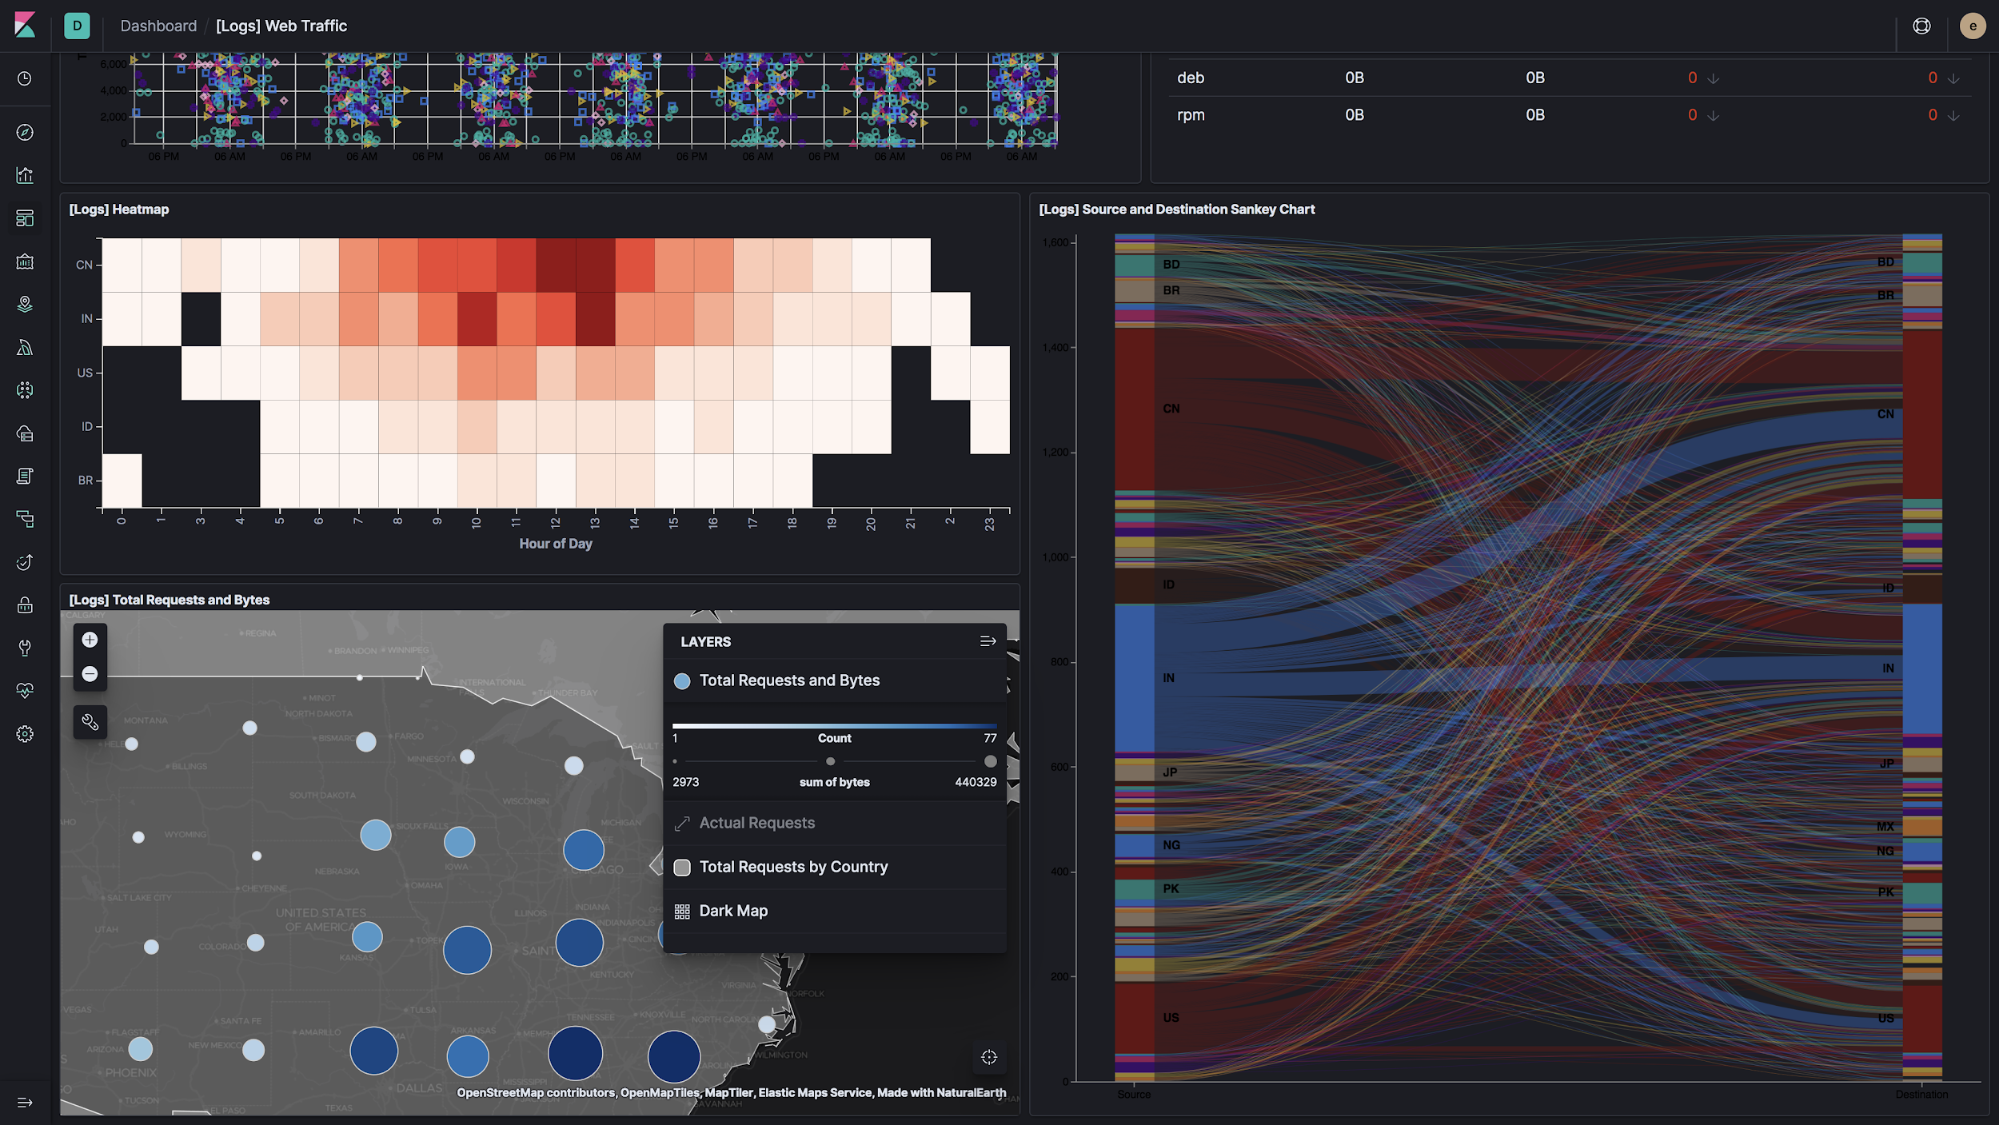 D Dashboard / [Logs] Web Traffic e
6,000
4,000
2,000
0
06 PM 06 AM 06 PM 06 AM 06 PM 06 AM 06 PM 06 AM 06 PM 06 AM 06 PM 06 AM 06 PM 06 AM
deb 0B 0B 0 0
rpm 0B 0B 0 0
[Logs] Heatmap
CN
IN
US
ID
BR
0 1 3 4 5 6 7 8 9 10 11 12 13 14 15 16 17 18 19 20 21 2 23
Hour of Day
[Logs] Total Requests and Bytes
CALGARY
REGINA
BRANDON WINNIPEG
INTERNATIONAL
THUNDER BAY
MINOT
NORTH DAKOTA
MONTANA
BISMARCK FARGO
MINNESOTA
BILLINGS
SOUTH DAKOTA
WISCONSIN
MICHIGAN
WYOMING
SIOUX FALLS
IOWA
NEBRASKA
OMAHA
CHEYENNE
SALT LAKE CITY
UNITED STATES
OF AMERICA
ILLINOIS
INDIANA
INDIANAPOLIS
UTAH
COLORADO
KANSAS
TOPEK
SAINT
KENTUCKY
VIRGINIA
NORFOLK
VEGAS
TULSA
SANTA FE
TENNESSEE
KNOXVILLE
NORTH CAROLIN
FLAGSTAFF
AMARILLO
ARKANSAS
MEMPH
ARIZONA
NEW MEXICO
WILMINGTON
PHOENIX
DALLAS
TUCSON
EL PASO
TEXAS
SAVANNAH
LAYERS
Total Requests and Bytes
1 Count 77
2973 sum of bytes 440329
Actual Requests
Total Requests by Country
Dark Map
OpenStreetMap contributors, OpenMapTiles, MapTiler, Elastic Maps Service, Made with NaturalEarth
[Logs] Source and Destination Sankey Chart
1,600
1,400
1,200
1,000
800
600
400
200
0
BD
BR
CN
ID
IN
JP
NG
PK
US
BD
BR
CN
ID
IN
JP
MX
NG
PK
US
Source Destination